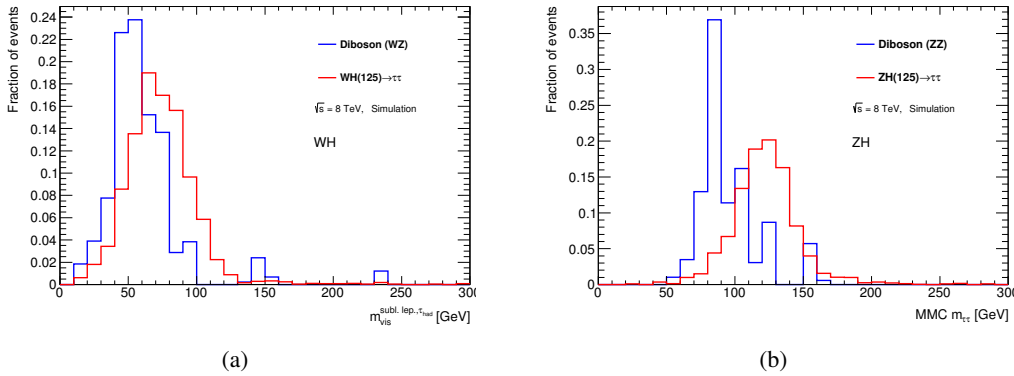 Fraction of events
0.24
0.22
0.2
0.18
0.16
0.14
0.12
0.1
0.08
0.06
0.04
0.02
0
0 50 100 150 200 250 300
m_vis^subl. lep.,τ_had [GeV]
Diboson (WZ)
WH(125)→ττ
√s = 8 TeV, Simulation
WH
(a)
Fraction of events
0.35
0.3
0.25
0.2
0.15
0.1
0.05
0
0 50 100 150 200 250 300
MMC m_ττ [GeV]
Diboson (ZZ)
ZH(125)→ττ
√s = 8 TeV, Simulation
ZH
(b)